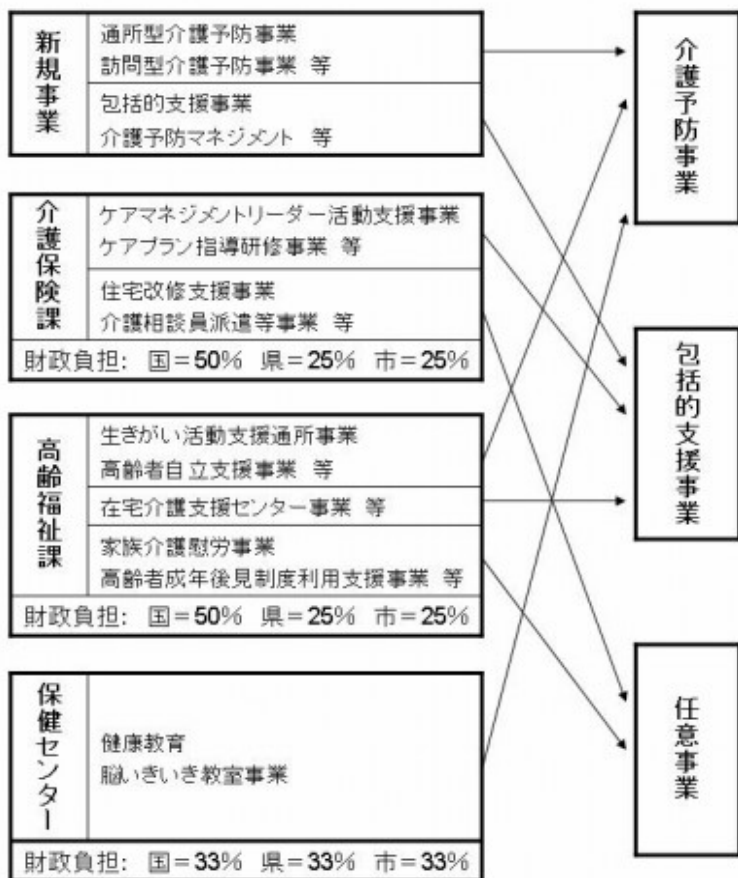 新規事業
通所型介護予防事業
訪問型介護予防事業 等
包括的支援事業
介護予防マネジメント 等
介護保険課
ケアマネジメントリーダー活動支援事業
ケアプラン指導研修事業 等
住宅改修支援事業
介護相談員派遣等事業 等
財政負担: 国=50% 県=25% 市=25%
高齢福祉課
生きがい活動支援通所事業
高齢者自立支援事業 等
在宅介護支援センター事業 等
家族介護慰労事業
高齢者成年後見制度利用支援事業 等
財政負担: 国=50% 県=25% 市=25%
保健センター
健康教育
脳いきいき教室事業
財政負担: 国=33% 県=33% 市=33%
介護予防事業
包括的支援事業
任意事業